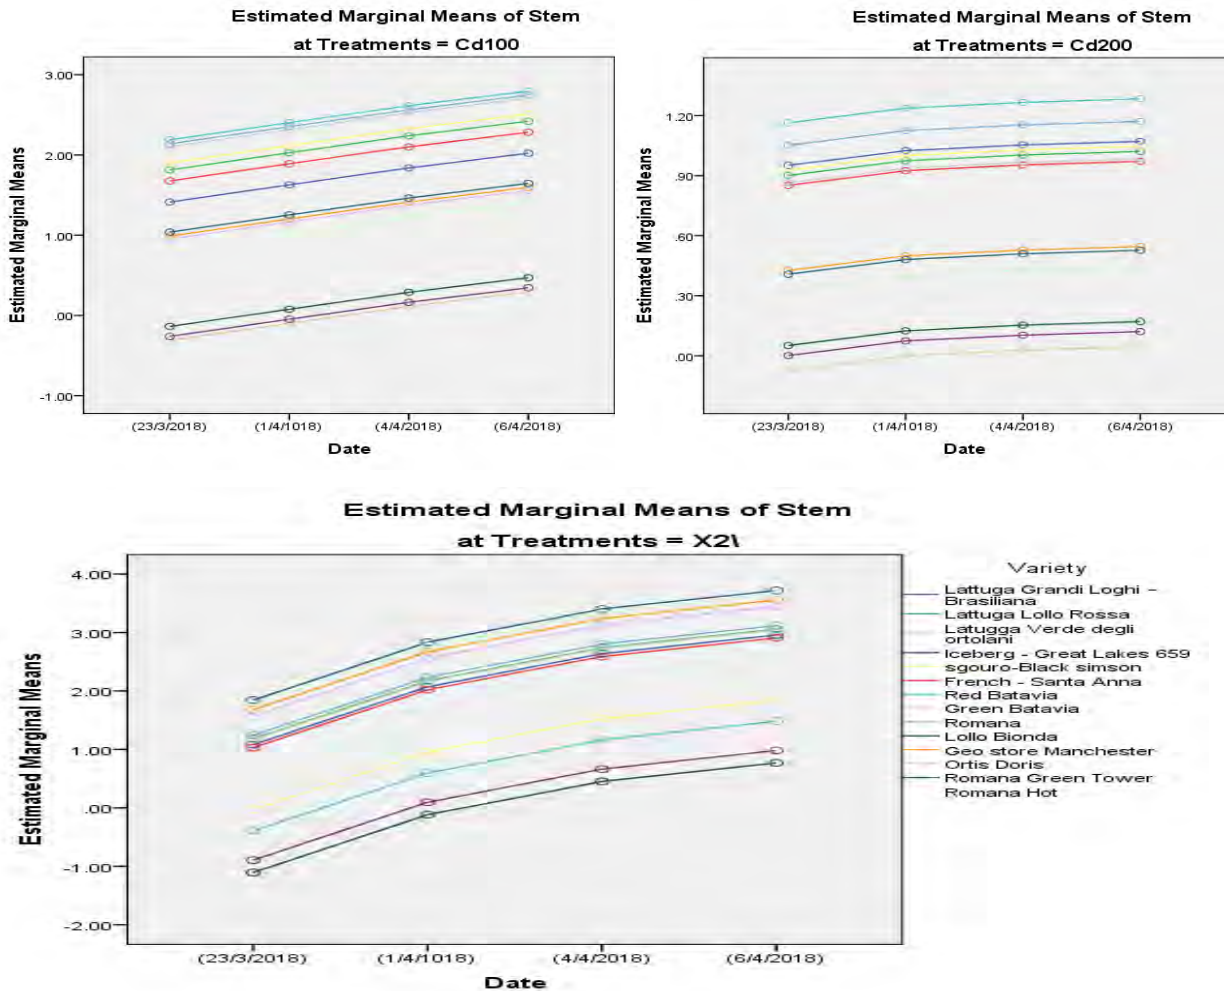 Estimated Marginal Means of Stem
at Treatments = Cd100
Estimated Marginal Means
3.00
2.00
1.00
.00
-1.00
(23/3/2018)
(1/4/1018)
(4/4/2018)
(6/4/2018)
Date
Estimated Marginal Means of Stem
at Treatments = Cd200
Estimated Marginal Means
1.20
.90
.60
.30
.00
(23/3/2018)
(1/4/1018)
(4/4/2018)
(6/4/2018)
Date
Estimated Marginal Means of Stem
at Treatments = X2\
Estimated Marginal Means
4.00
3.00
2.00
1.00
.00
-1.00
-2.00
(23/3/2018)
(1/4/1018)
(4/4/2018)
(6/4/2018)
Date
Variety
Lattuga Grandi Loghi –
Brasiliana
Lattuga Lollo Rossa
Latugga Verde degli
ortolani
Iceberg - Great Lakes 659
sgouro-Black simson
French - Santa Anna
Red Batavia
Green Batavia
Romana
Lollo Bionda
Geo store Manchester
Ortis Doris
Romana Green Tower
Romana Hot